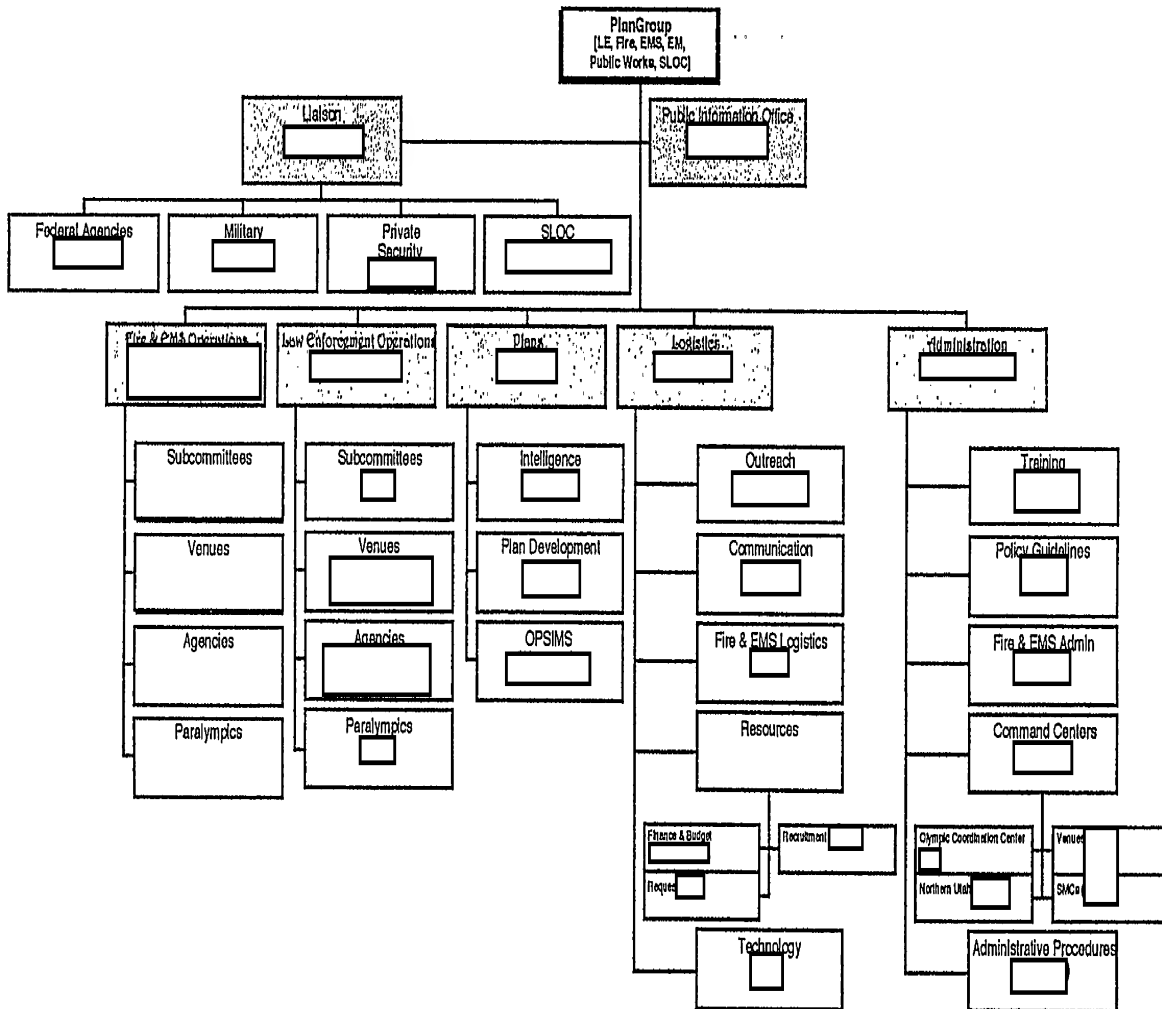 PlanGroup
[LE, Fire, EMS, EM,
Public Works, SLOC]
Liaison
Public Information Office
Federal Agencies
Military
Private
Security
SLOC
Fire & EMS Operations
Law Enforcement Operations
Plans
Logistics
Administration
Subcommittees
Subcommittees
Intelligence
Outreach
Training
Venues
Venues
Plan Development
Communication
Policy Guidelines
Agencies
Agencies
OPSIMS
Fire & EMS Logistics
Fire & EMS Admin
Paralympics
Paralympics
Resources
Command Centers
Finance & Budget
Recruitment
Olympic Coordination Center
Venues
Reques
Northern Utah
SMCs
Technology
Administrative Procedures